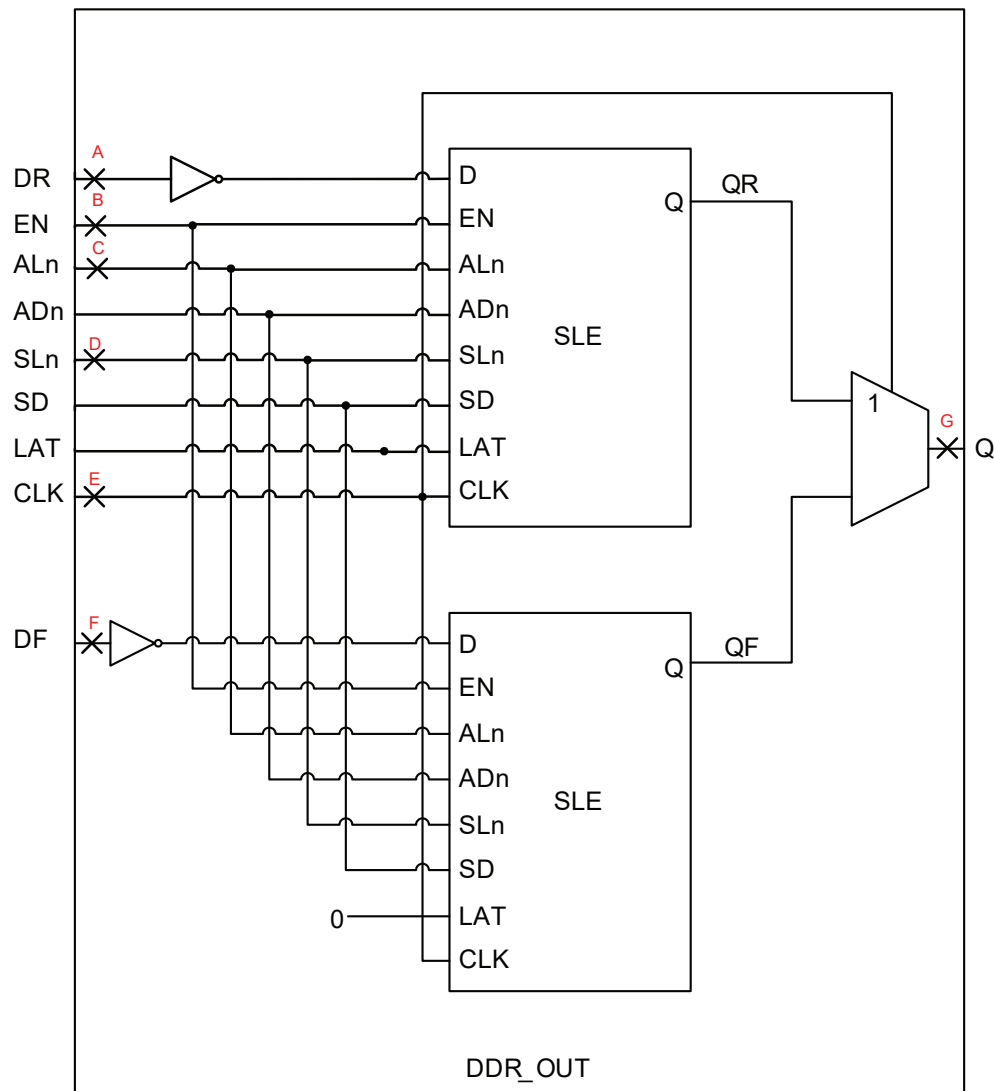 A
DR
B
EN
C
ALn
ADn
D
SLn
SD
LAT
E
CLK
D
EN
ALn
ADn
SLn
SD
LAT
CLK
SLE
Q
QR
1
G
Q
F
DF
D
EN
ALn
ADn
SLn
SD
0
LAT
CLK
SLE
Q
QF
DDR_OUT